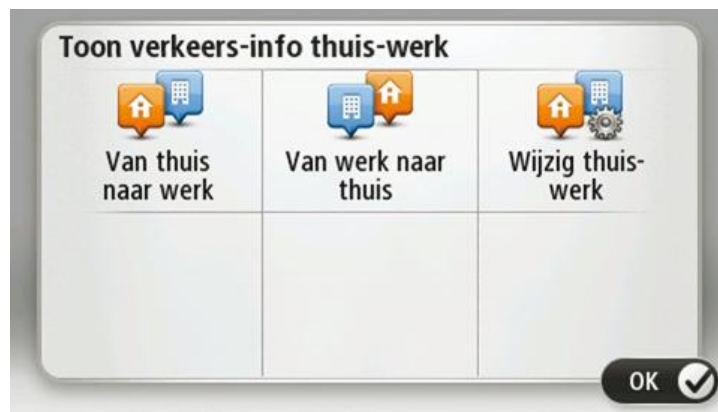 Toon verkeers-info thuis-werk
Van thuis
naar werk
Van werk naar
thuis
Wijzig thuis-
werk
OK